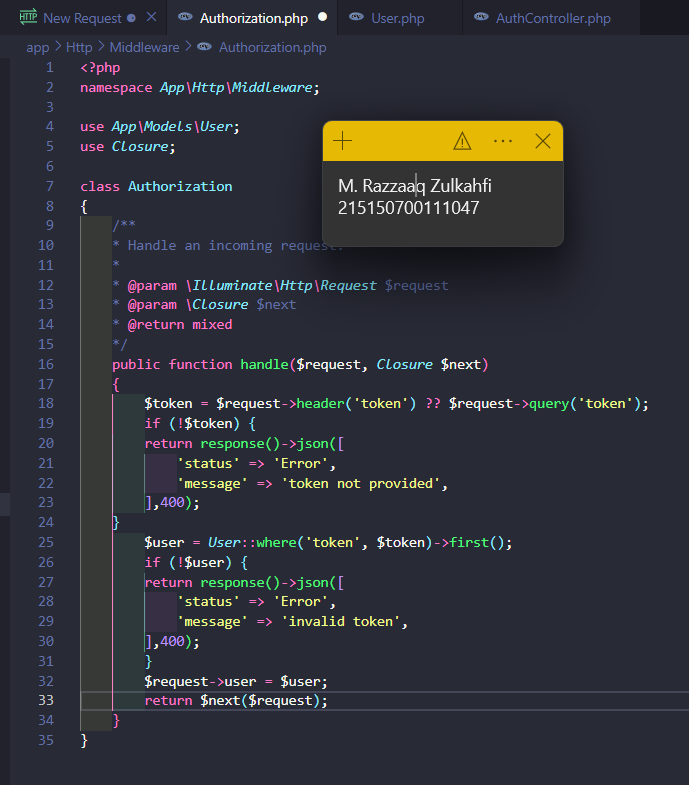 New Request
Authorization.php
User.php
AuthController.php
app > Http > Middleware > Authorization.php
1 <?php
2 namespace App\Http\Middleware;
3
4 use App\Models\User;
5 use Closure;
6
7 class Authorization
8 {
9 /**
10 * Handle an incoming request.
11 *
12 * @param \Illuminate\Http\Request $request
13 * @param \Closure $next
14 * @return mixed
15 */
16 public function handle($request, Closure $next)
17 {
18 $token = $request->header('token') ?? $request->query('token');
19 if (!$token) {
20 return response()->json([
21 'status' => 'Error',
22 'message' => 'token not provided',
23 ],400);
24 }
25 $user = User::where('token', $token)->first();
26 if (!$user) {
27 return response()->json([
28 'status' => 'Error',
29 'message' => 'invalid token',
30 ],400);
31 }
32 $request->user = $user;
33 return $next($request);
34 }
35 }
M. Razzaaq Zulkahfi
215150700111047